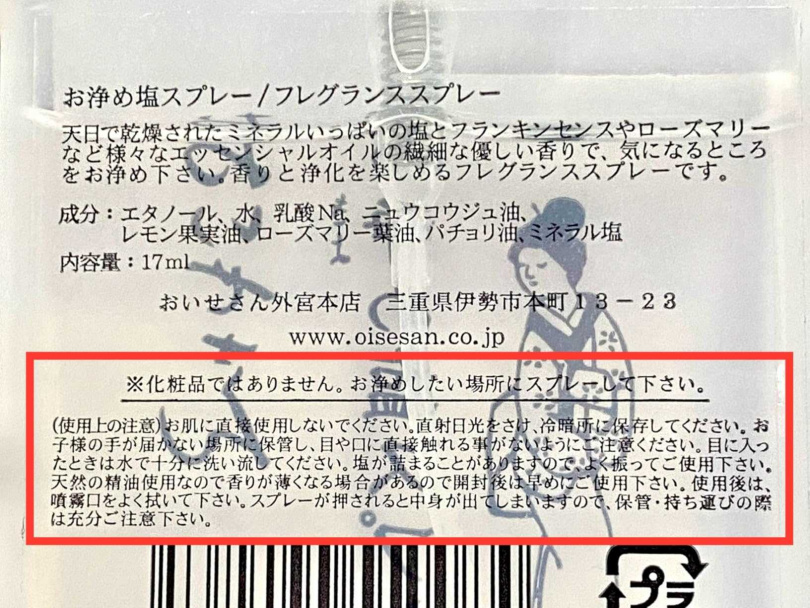 お浄め塩スプレー/フレグランススプレー
天日で乾燥されたミネラルいっぱいの塩とフランキンセンスやローズマリー
など様々なエッセンシャルオイルの繊細な優しい香りで、気になるところ
をお浄め下さい。香りと浄化を楽しめるフレグランススプレーです。
成分：エタノール、水、乳酸Na、ニュウコウジュ油、
レモン果実油、ローズマリー葉油、パチョリ油、ミネラル塩
内容量：17ml
おいせさん外宮本店　三重県伊勢市本町１３－２３
www.oisesan.co.jp
※化粧品ではありません。お浄めしたい場所にスプレーして下さい。
(使用上の注意)お肌に直接使用しないでください。直射日光をさけ、冷暗所に保存してください。お
子様の手が届かない場所に保管し、目や口に直接触れる事がないようにご注意ください。目に入っ
たときは水で十分に洗い流してください。塩が詰まることがありますので、よく振ってご使用下さい。
天然の精油使用なので香りが薄くなる場合があるので開封後は早めにご使用下さい。使用後は、
噴霧口をよく拭いて下さい。スプレーが押されると中身が出てしまいますので、保管・持ち運びの際
は充分ご注意下さい。
プラ